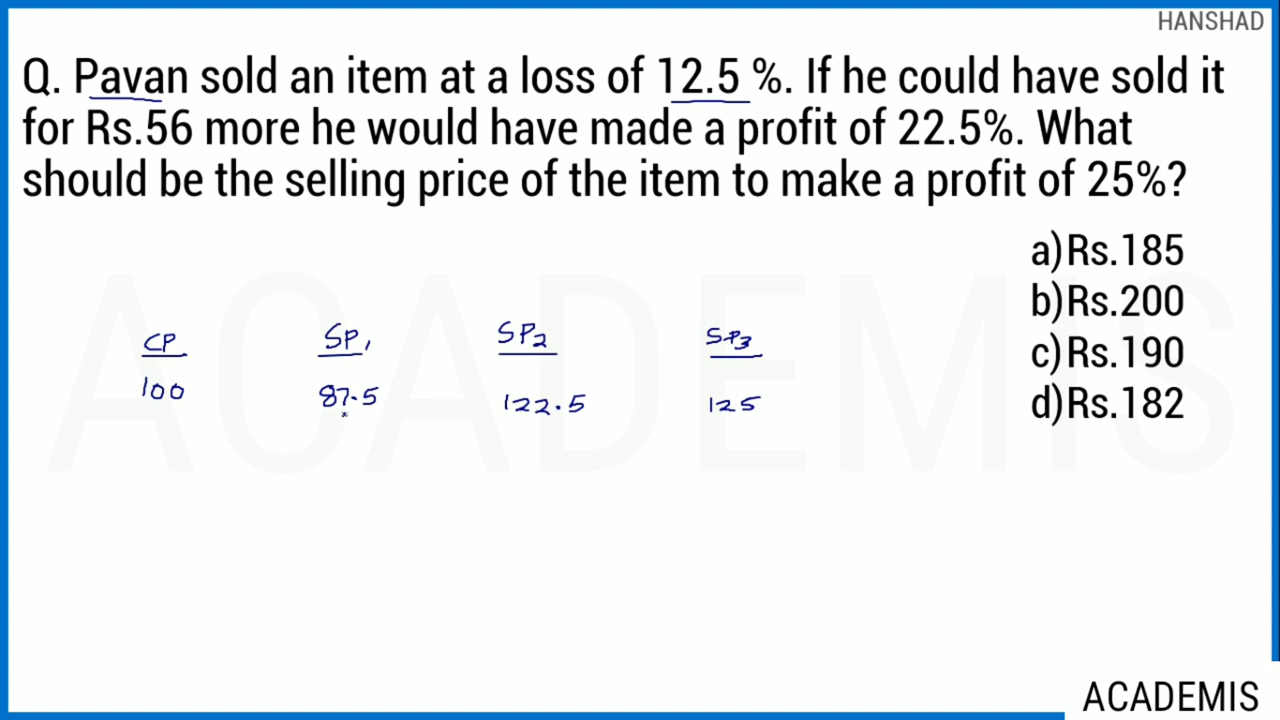 HANSHAD
Q. Pavan sold an item at a loss of 12.5 %. If he could have sold it
for Rs.56 more he would have made a profit of 22.5%. What
should be the selling price of the item to make a profit of 25%?
a)Rs.185
b)Rs.200
c)Rs.190
d)Rs.182
CP SP1 SP2 SP3
100 87.5 122.5 125
ACADEMIS
ACADEMIS